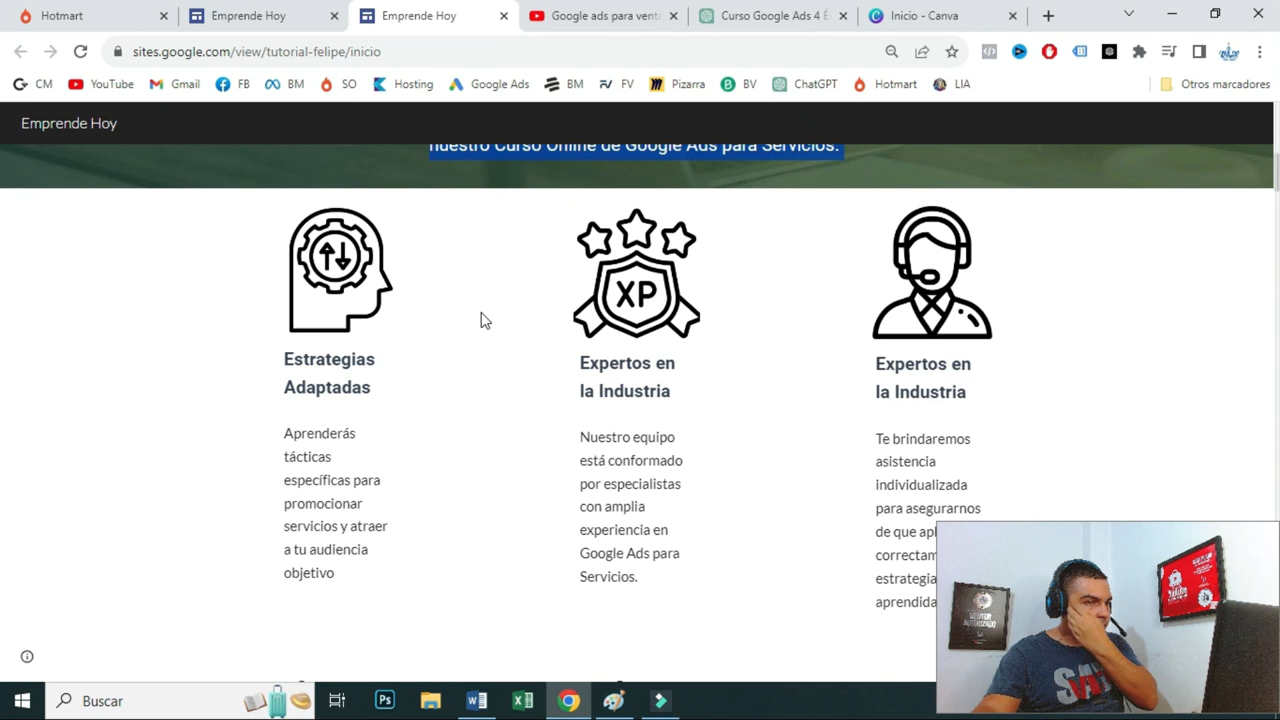 Hotmart
Emprende Hoy
Emprende Hoy
Google ads para vent
Curso Google Ads 4 E
Inicio - Canva
sites.google.com/view/tutorial-felipe/inicio
CM
YouTube
Gmail
FB
BM
SO
Hosting
Google Ads
BM
FV
Pizarra
BV
ChatGPT
Hotmart
LIA
Otros marcadores
Emprende Hoy
nuestro Curso Online de Google Ads para Servicios.
XP
Estrategias
Adaptadas
Aprenderás
tácticas
específicas para
promocionar
servicios y atraer
a tu audiencia
objetivo
Expertos en
la Industria
Nuestro equipo
está conformado
por especialistas
con amplia
experiencia en
Google Ads para
Servicios.
Expertos en
la Industria
Te brindaremos
asistencia
individualizada
para asegurarnos
de que apl
correctam
estrategia
aprendida
MENTOR
AUTORIZADO
Buscar
Ps